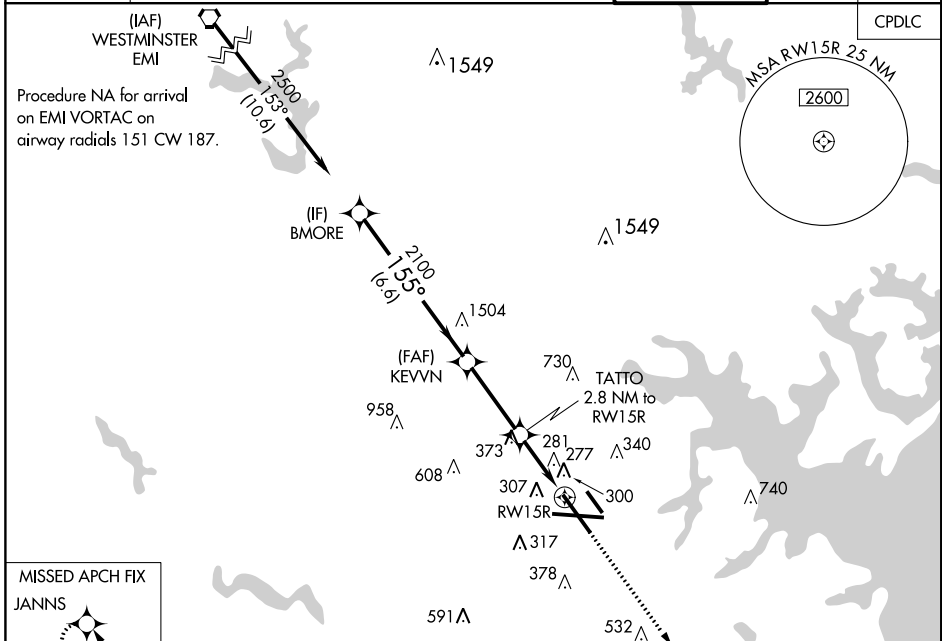 (IAF)
WESTMINSTER
EMI
Procedure NA for arrival
on EMI VORTAC on
airway radials 151 CW 187.
2500
153°
(10.6)
1549
CPDLC
MSA RW15R 25 NM
2600
(IF)
BMORE
1549
2100
155°
(6.6)
1504
(FAF)
KEVVN
730
TATTO
2.8 NM to
RW15R
958
373
281
277
340
608
307
300
740
RW15R
317
378
591
532
MISSED APCH FIX
JANNS